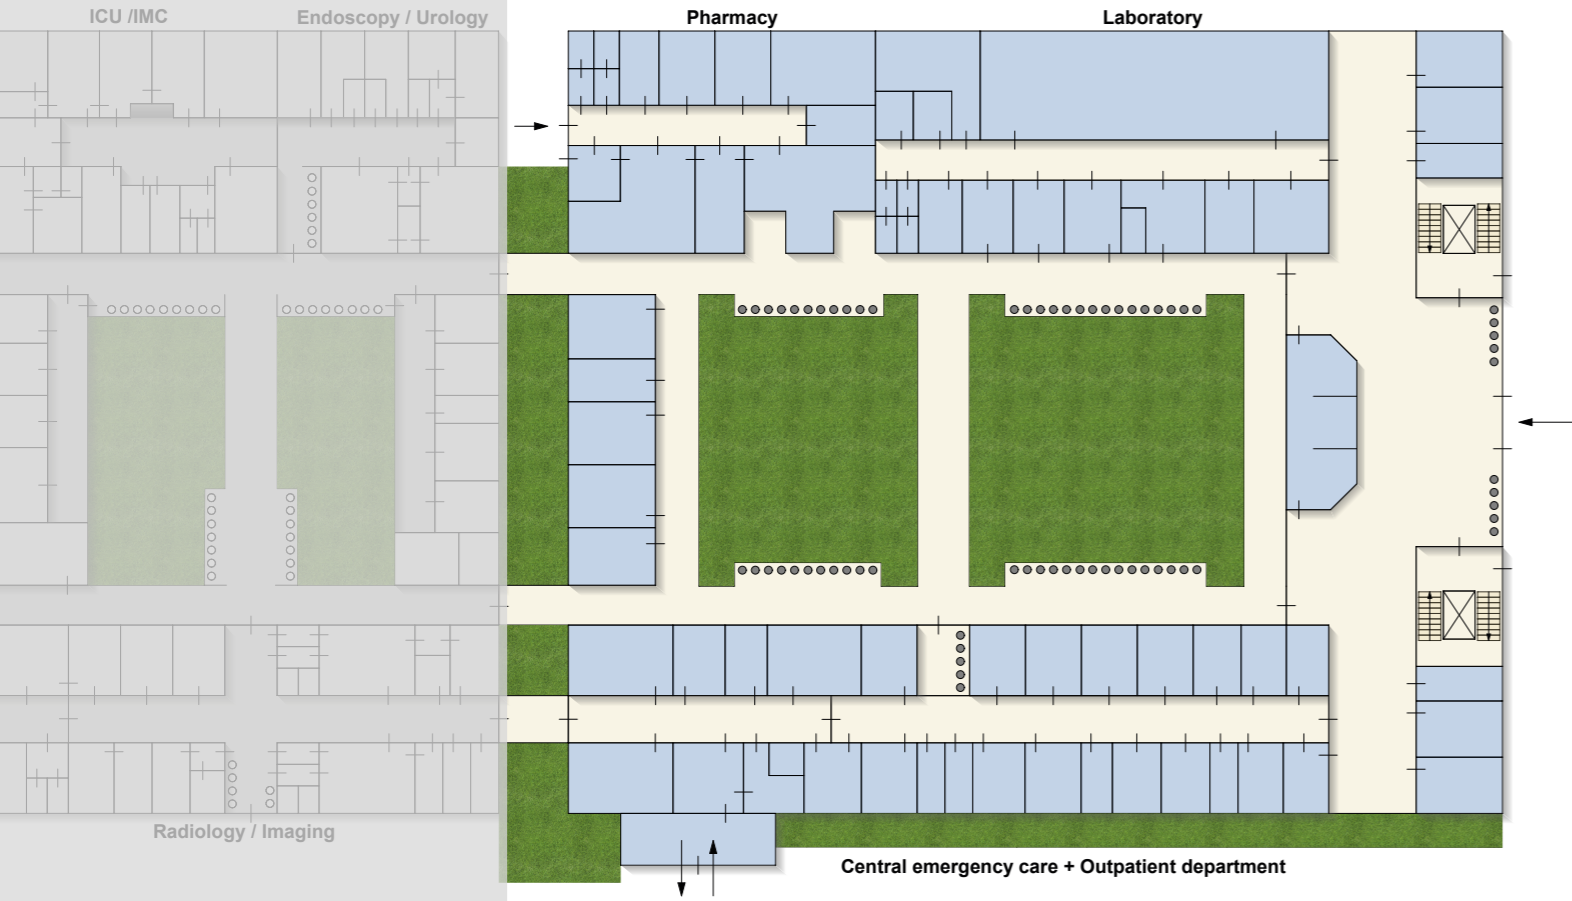 ICU /IMC
Endoscopy / Urology
Pharmacy
Laboratory
Radiology / Imaging
Central emergency care + Outpatient department